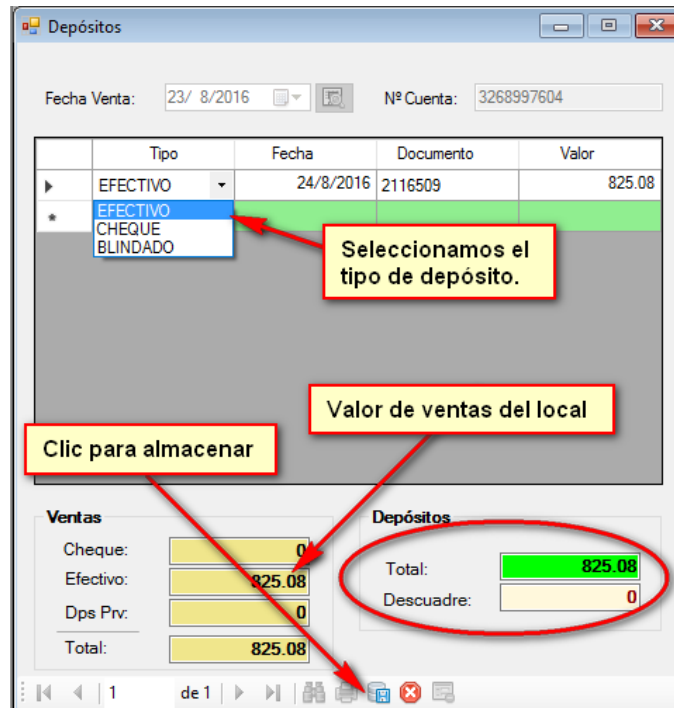 Depósitos
Fecha Venta: 23/ 8/2016 Nº Cuenta: 3268997604
Tipo Fecha Documento Valor
EFECTIVO 24/8/2016 2116509 825.08
EFECTIVO
CHEQUE
BLINDADO
Seleccionamos el
tipo de depósito.
Valor de ventas del local
Clic para almacenar
Ventas
Cheque: 0
Efectivo: 825.08
Dps Prv: 0
Total: 825.08
Depósitos
Total: 825.08
Descuadre: 0
1 de 1